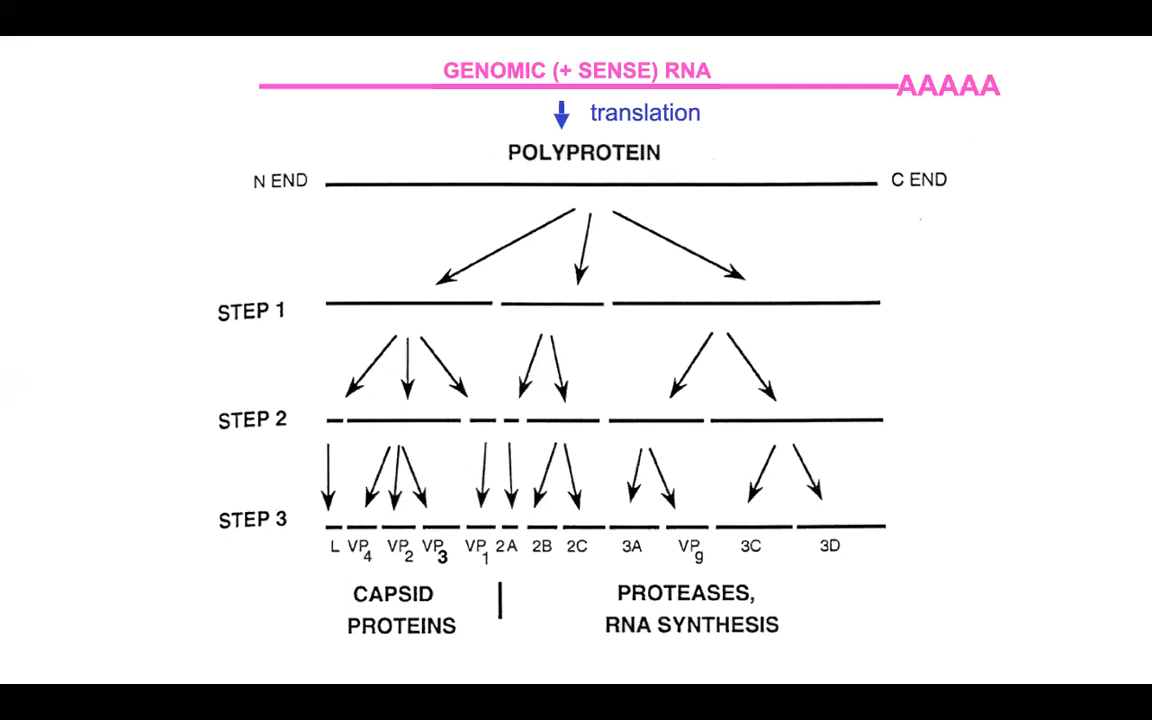 GENOMIC (+ SENSE) RNA
AAAAA
translation
POLYPROTEIN
N END
C END
STEP 1
STEP 2
STEP 3
L VP4 VP2 VP3 VP1 2A 2B 2C 3A VPg 3C 3D
CAPSID
PROTEINS
PROTEASES,
RNA SYNTHESIS